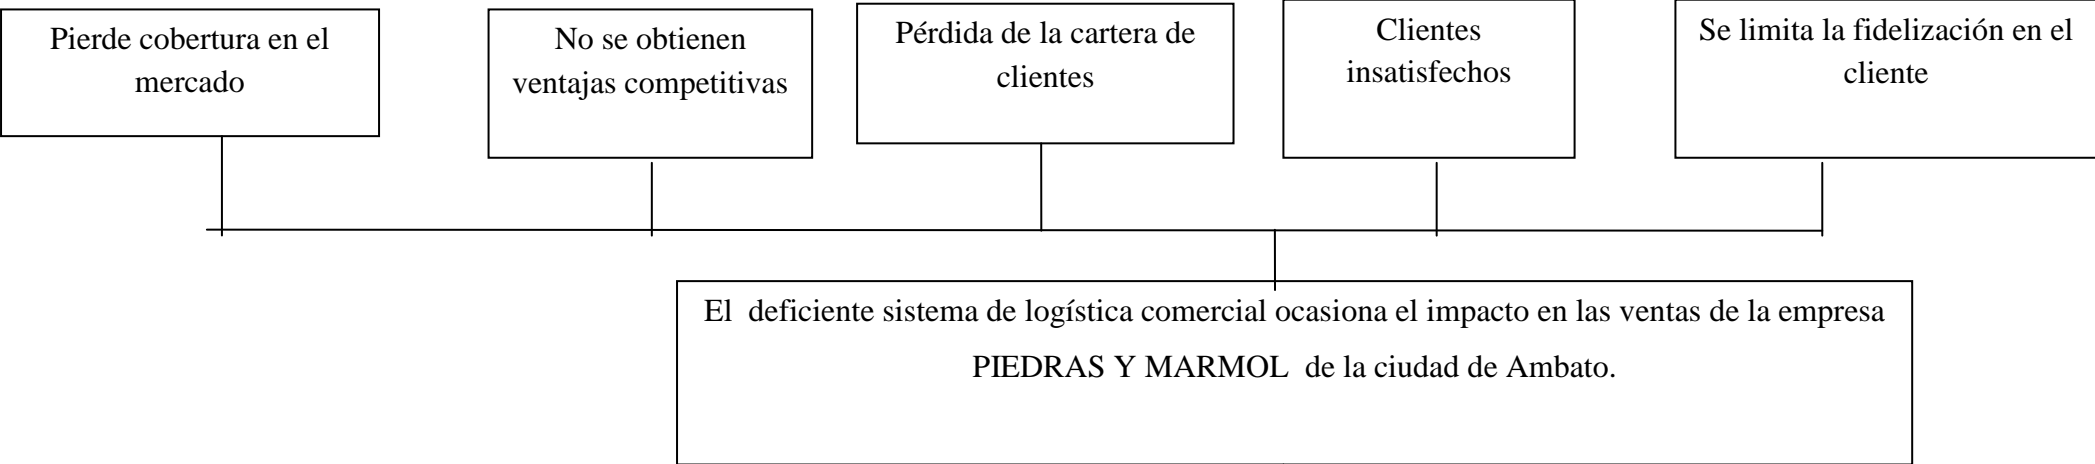 Pierde cobertura en el
mercado
No se obtienen
ventajas competitivas
Pérdida de la cartera de
clientes
Clientes
insatisfechos
Se limita la fidelización en el
cliente
El  deficiente sistema de logística comercial ocasiona el impacto en las ventas de la empresa
PIEDRAS Y MARMOL  de la ciudad de Ambato.